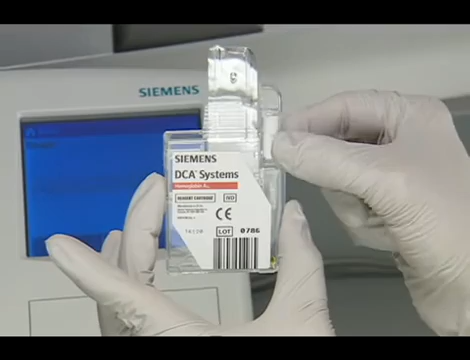 SIEMENS
SIEMENS
DCA Systems
Hemoglobin A1c
REAGENT CARTRIDGE IVD
CE
LOT 0786